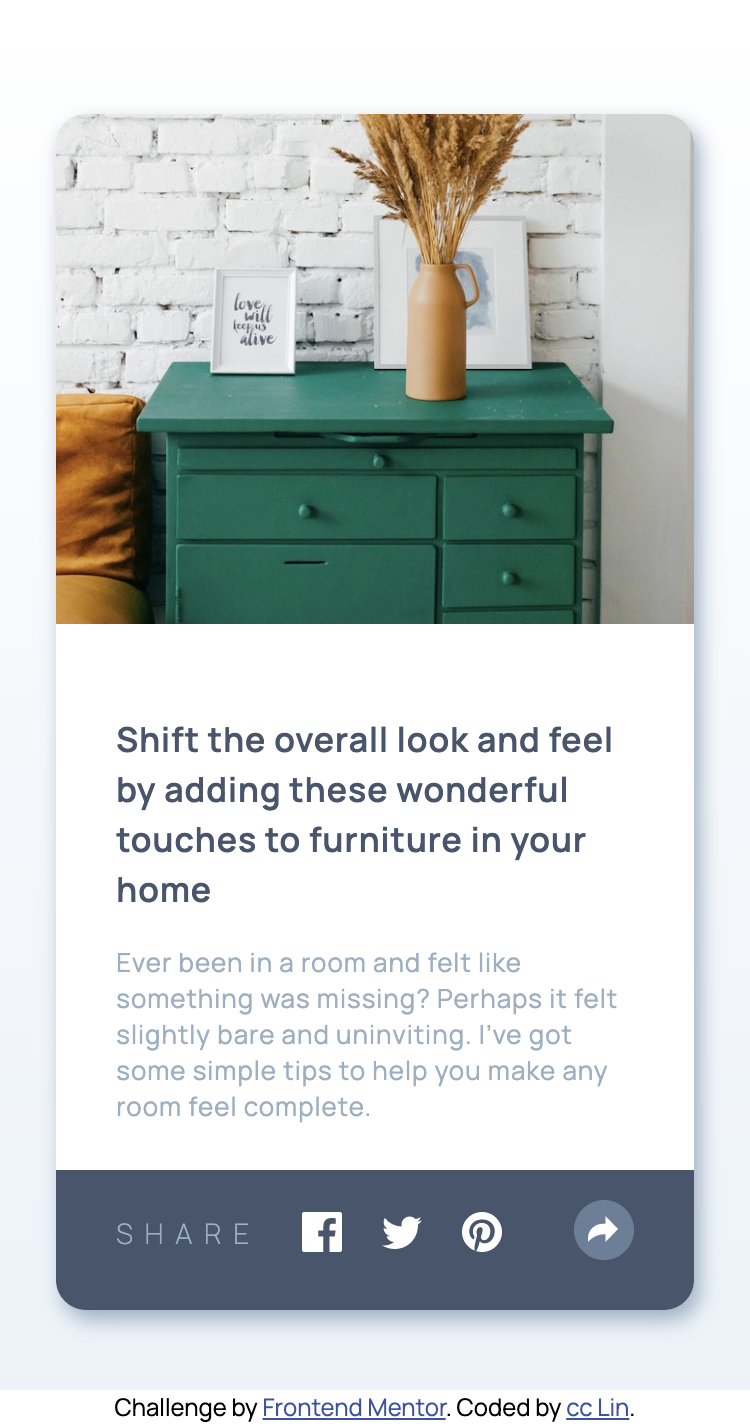 love
will
keep us
alive
Shift the overall look and feel
by adding these wonderful
touches to furniture in your
home
Ever been in a room and felt like
something was missing? Perhaps it felt
slightly bare and uninviting. I’ve got
some simple tips to help you make any
room feel complete.
SHARE
Challenge by Frontend Mentor. Coded by cc Lin.